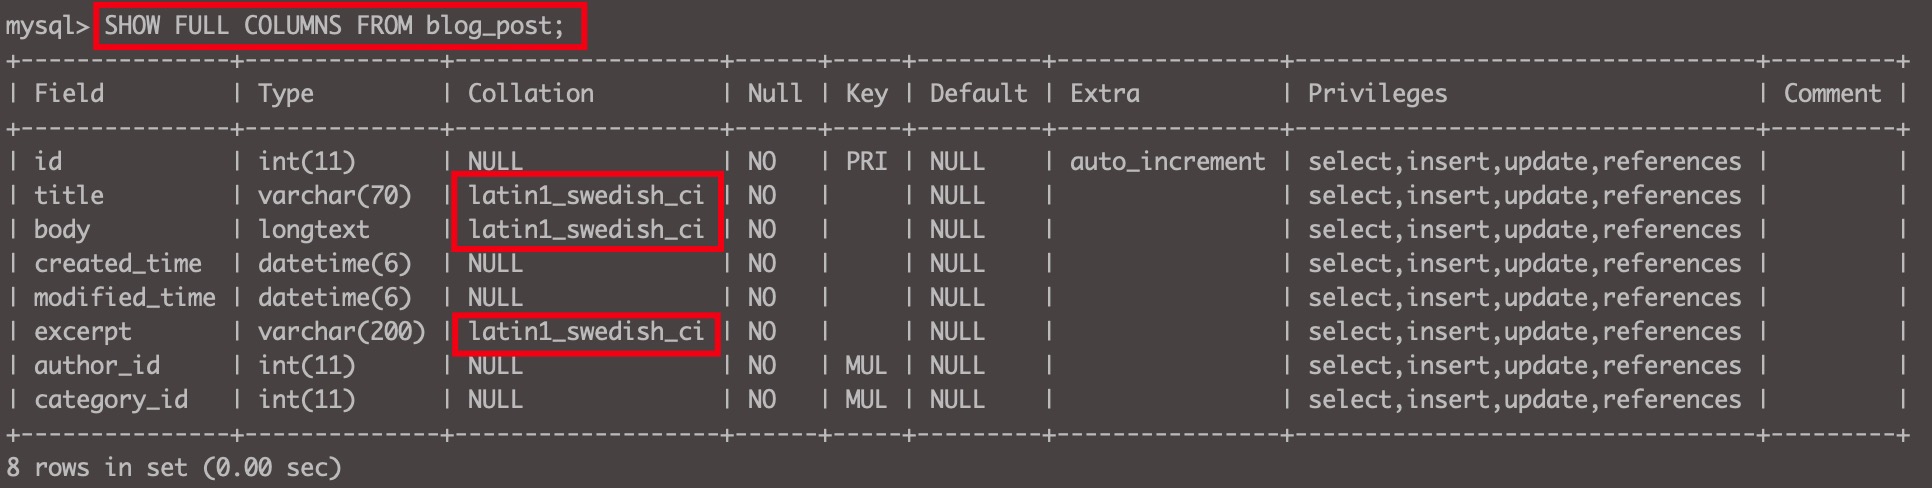 mysql> SHOW FULL COLUMNS FROM blog_post;
+---------------+--------------+-------------------+------+-----+---------+----------------+---------------------------------+---------+
| Field         | Type         | Collation         | Null | Key | Default | Extra          | Privileges                      | Comment |
+---------------+--------------+-------------------+------+-----+---------+----------------+---------------------------------+---------+
| id            | int(11)      | NULL              | NO   | PRI | NULL    | auto_increment | select,insert,update,references |         |
| title         | varchar(70)  | latin1_swedish_ci | NO   |     | NULL    |                | select,insert,update,references |         |
| body          | longtext     | latin1_swedish_ci | NO   |     | NULL    |                | select,insert,update,references |         |
| created_time  | datetime(6)  | NULL              | NO   |     | NULL    |                | select,insert,update,references |         |
| modified_time | datetime(6)  | NULL              | NO   |     | NULL    |                | select,insert,update,references |         |
| excerpt       | varchar(200) | latin1_swedish_ci | NO   |     | NULL    |                | select,insert,update,references |         |
| author_id     | int(11)      | NULL              | NO   | MUL | NULL    |                | select,insert,update,references |         |
| category_id   | int(11)      | NULL              | NO   | MUL | NULL    |                | select,insert,update,references |         |
+---------------+--------------+-------------------+------+-----+---------+----------------+---------------------------------+---------+
8 rows in set (0.00 sec)